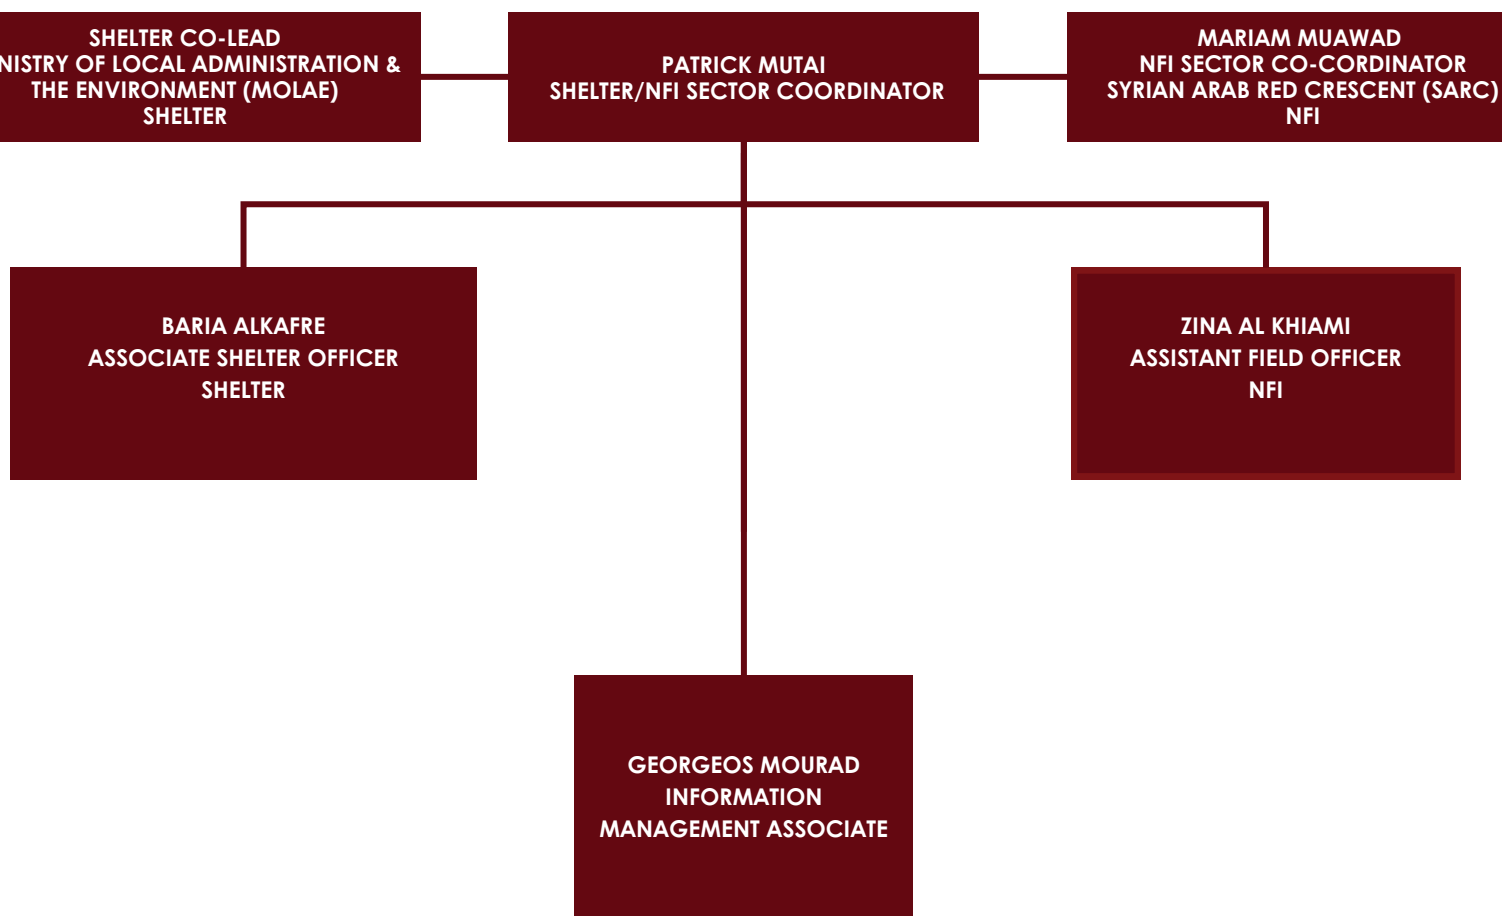 SHELTER CO-LEAD
NISTRY OF LOCAL ADMINISTRATION &
THE ENVIRONMENT (MOLAE)
SHELTER
PATRICK MUTAI
SHELTER/NFI SECTOR COORDINATOR
MARIAM MUAWAD
NFI SECTOR CO-CORDINATOR
SYRIAN ARAB RED CRESCENT (SARC)
NFI
BARIA ALKAFRE
ASSOCIATE SHELTER OFFICER
SHELTER
ZINA AL KHIAMI
ASSISTANT FIELD OFFICER
NFI
GEORGEOS MOURAD
INFORMATION
MANAGEMENT ASSOCIATE